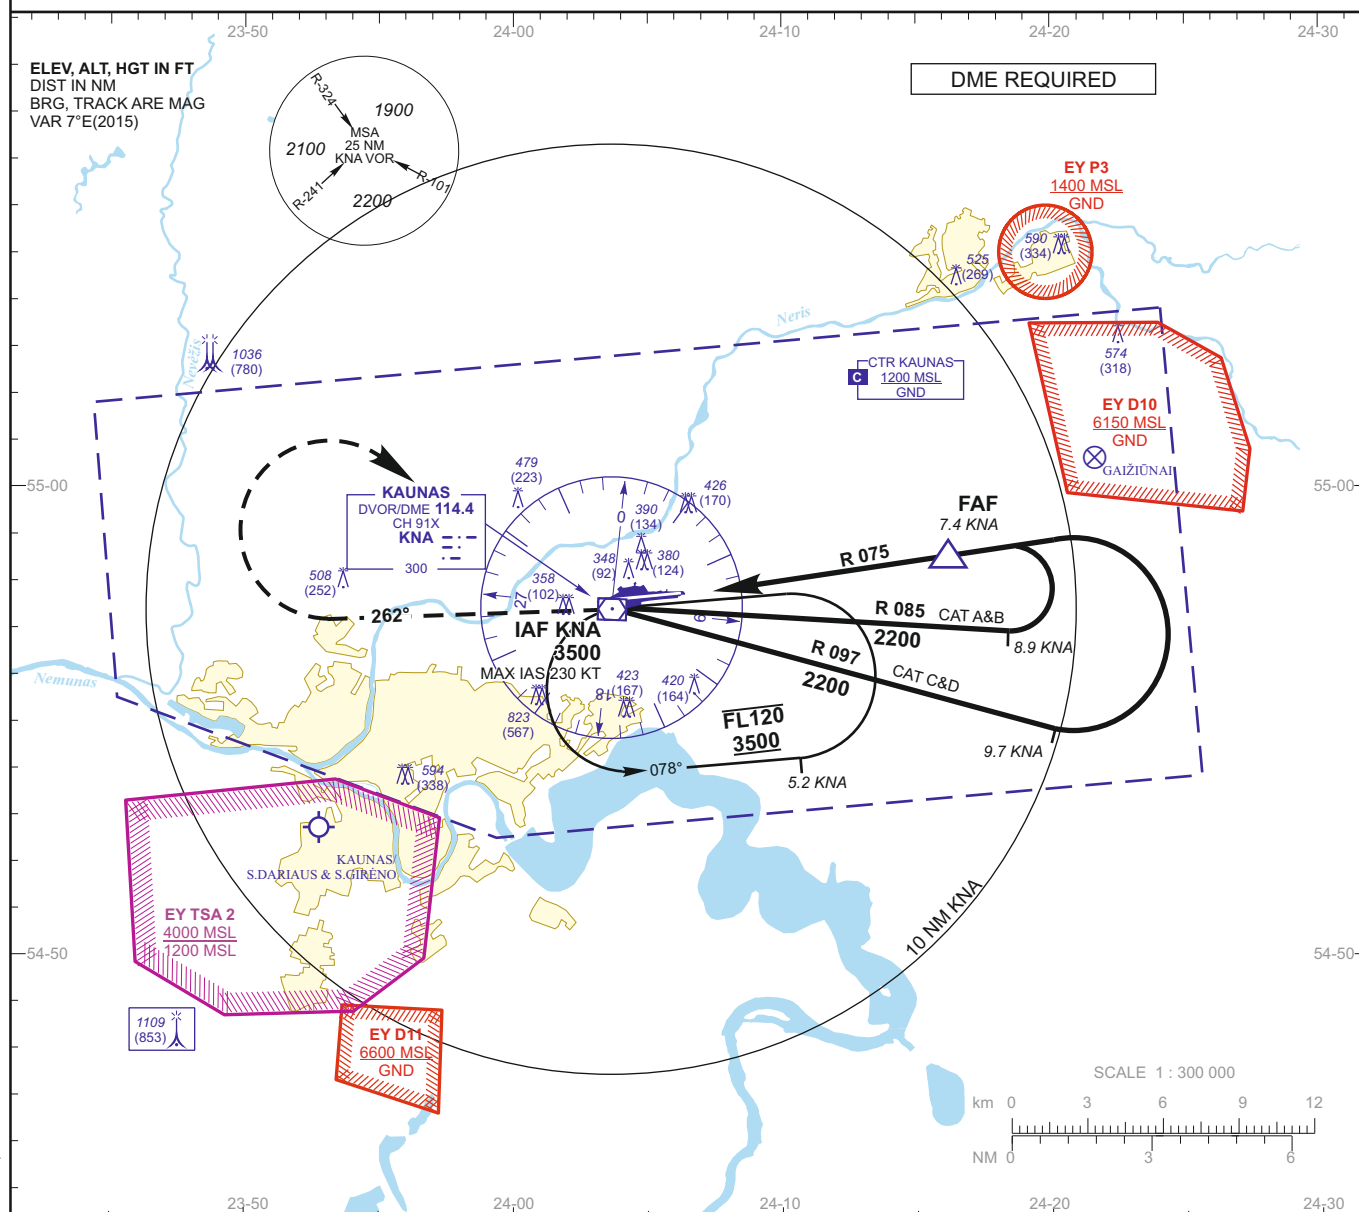 23-50
24-00
24-10
24-20
24-30
ELEV, ALT, HGT IN FT
DIST IN NM
BRG, TRACK ARE MAG
VAR 7°E(2015)
R-324
1900
MSA
25 NM
KNA VOR
2100
R-241
R-101
2200
DME REQUIRED
EY P3
1400 MSL
GND
590
(334)
525
(269)
Neris
Nevėžis
1036
(780)
CTR KAUNAS
C
1200 MSL
GND
574
(318)
EY D10
6150 MSL
GND
GAIŽIŪNAI
55-00
55-00
479
(223)
426
(170)
KAUNAS
DVOR/DME 114.4
CH 91X
KNA
300
0
390
(134)
380
(124)
348
(92)
358
(102)
508
(252)
27
9
18
FAF
7.4 KNA
R 075
R 085
CAT A&B
2200
8.9 KNA
R 097
CAT C&D
2200
9.7 KNA
262°
IAF KNA
3500
MAX IAS 230 KT
423
(167)
420
(164)
823
(567)
FL120
3500
078°
5.2 KNA
Nemunas
594
(338)
KAUNAS/
S.DARIAUS & S.GIRĖNO
EY TSA 2
4000 MSL
1200 MSL
10 NM KNA
54-50
54-50
1109
(853)
EY D11
6600 MSL
GND
SCALE 1 : 300 000
km 0 3 6 9 12
NM 0 3 6
23-50
24-00
24-10
24-20
24-30